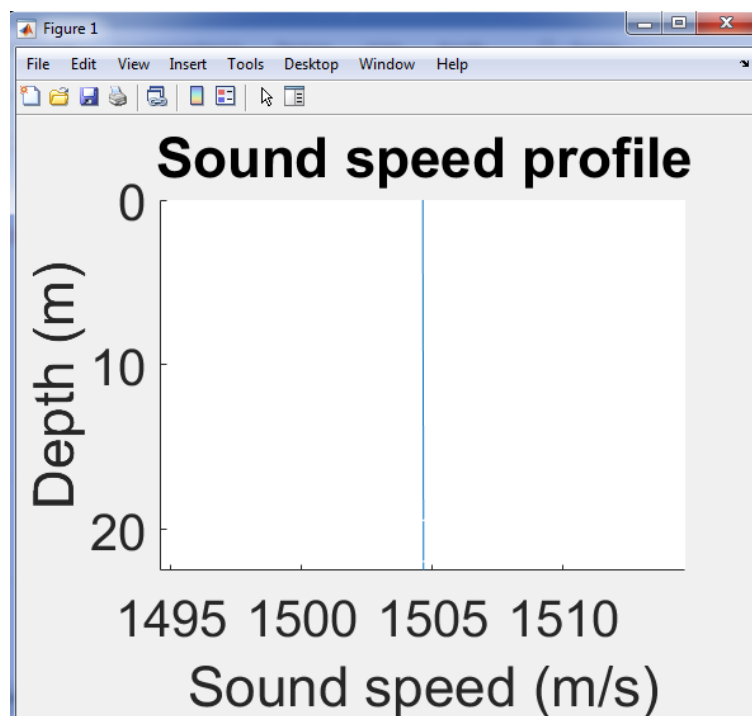 Figure 1
File Edit View Insert Tools Desktop Window Help
Sound speed profile
Depth (m)
0
10
20
1495 1500 1505 1510
Sound speed (m/s)